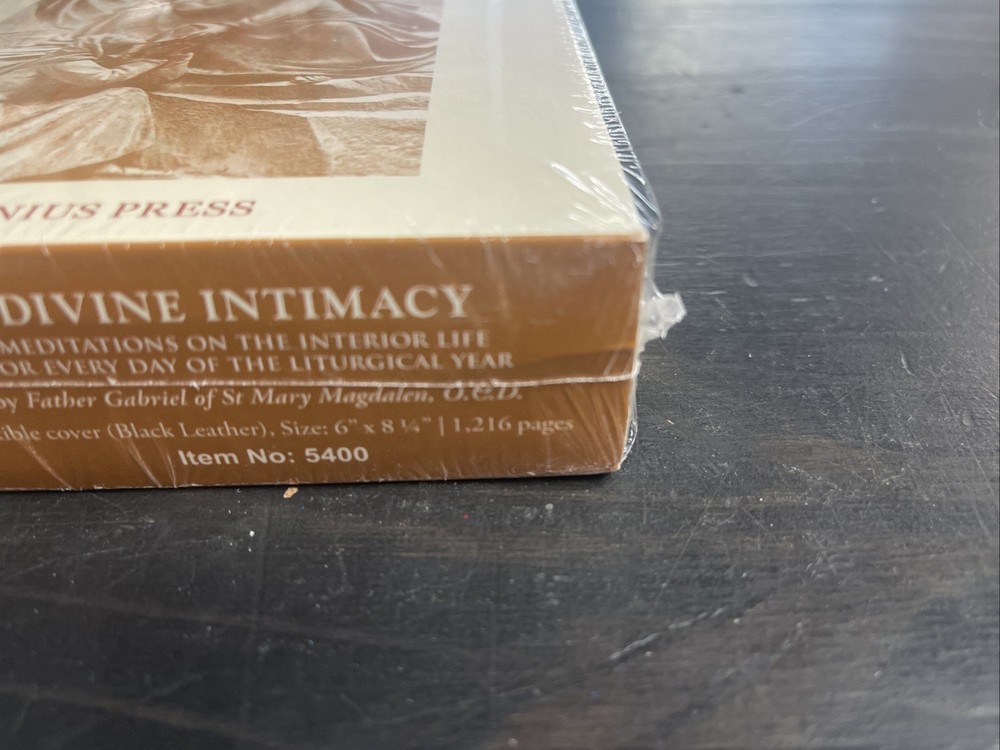 NIUS PRESS
DIVINE INTIMACY
MEDITATIONS ON THE INTERIOR LIFE
OR EVERY DAY OF THE LITURGICAL YEAR
by Father Gabriel of St Mary Magdalen, O.C.D.
ible cover (Black Leather), Size: 6" x 8 ¼" | 1,216 pages
Item No: 5400